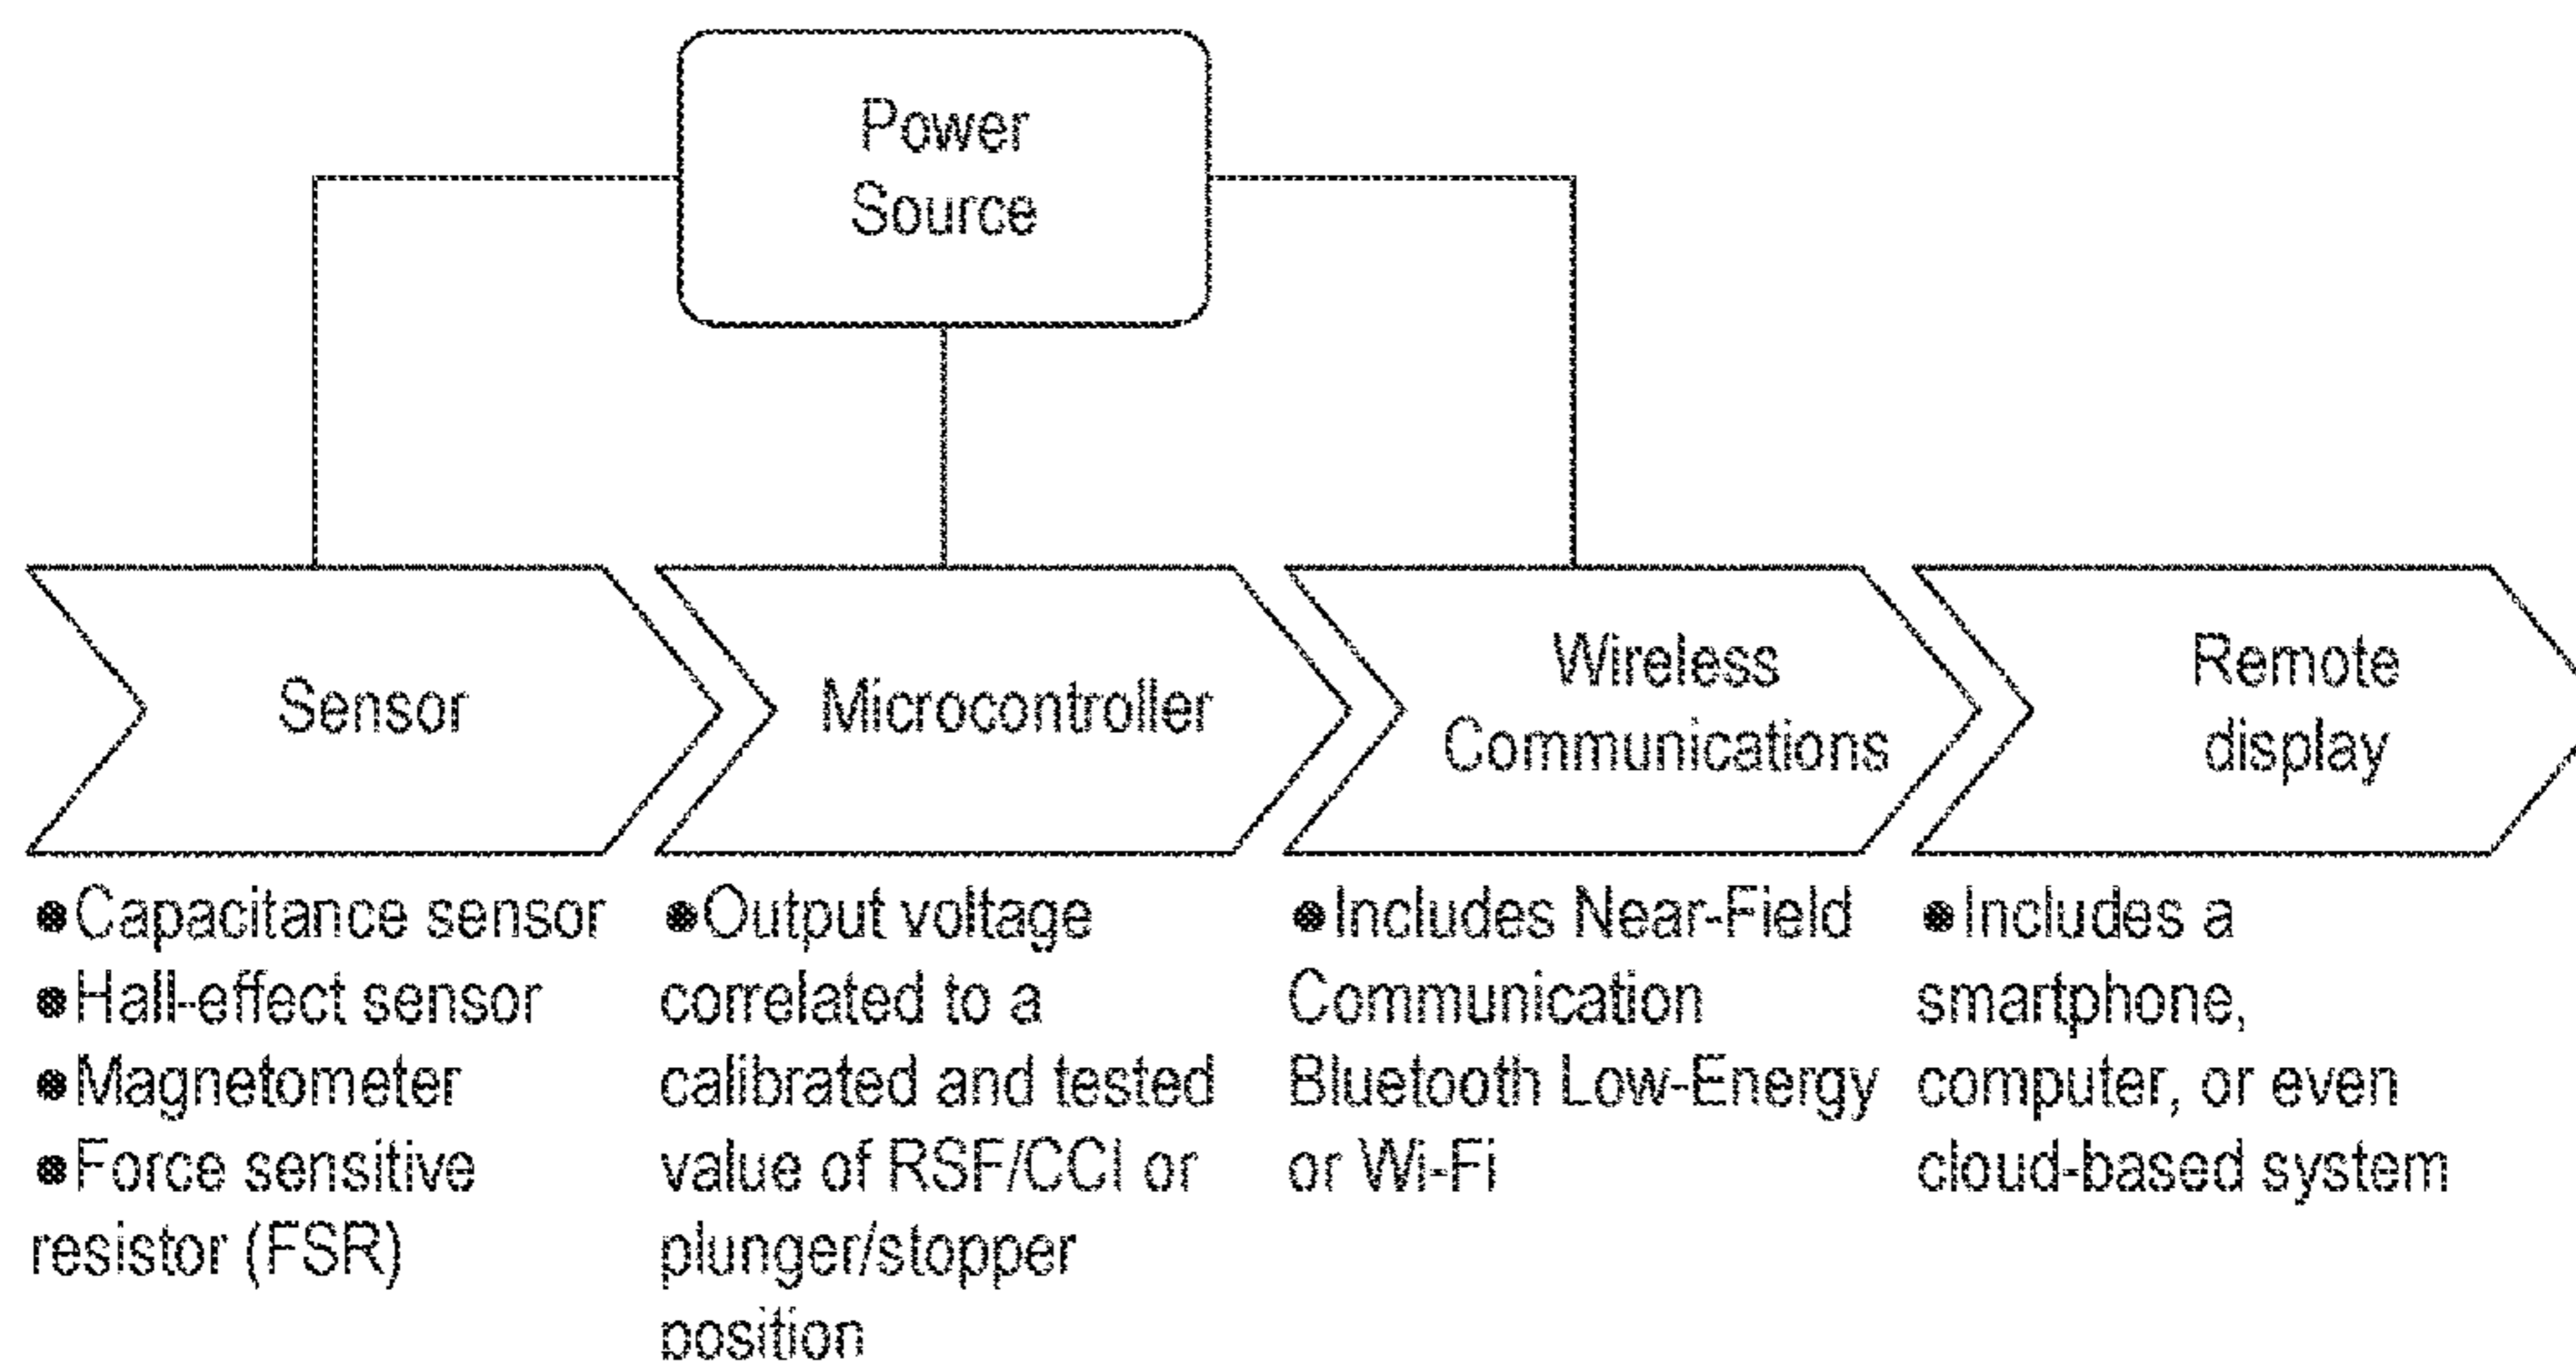 Power
Source
Sensor
Microcontroller
Wireless
Communications
Remote
display
●Capacitance sensor
●Hall-effect sensor
●Magnetometer
●Force sensitive
resistor (FSR)
●Output voltage
correlated to a
calibrated and tested
value of RSF/CCI or
plunger/stopper
position
●Includes Near-Field
Communication
Bluetooth Low-Energy
or Wi-Fi
●Includes a
smartphone,
computer, or even
cloud-based system